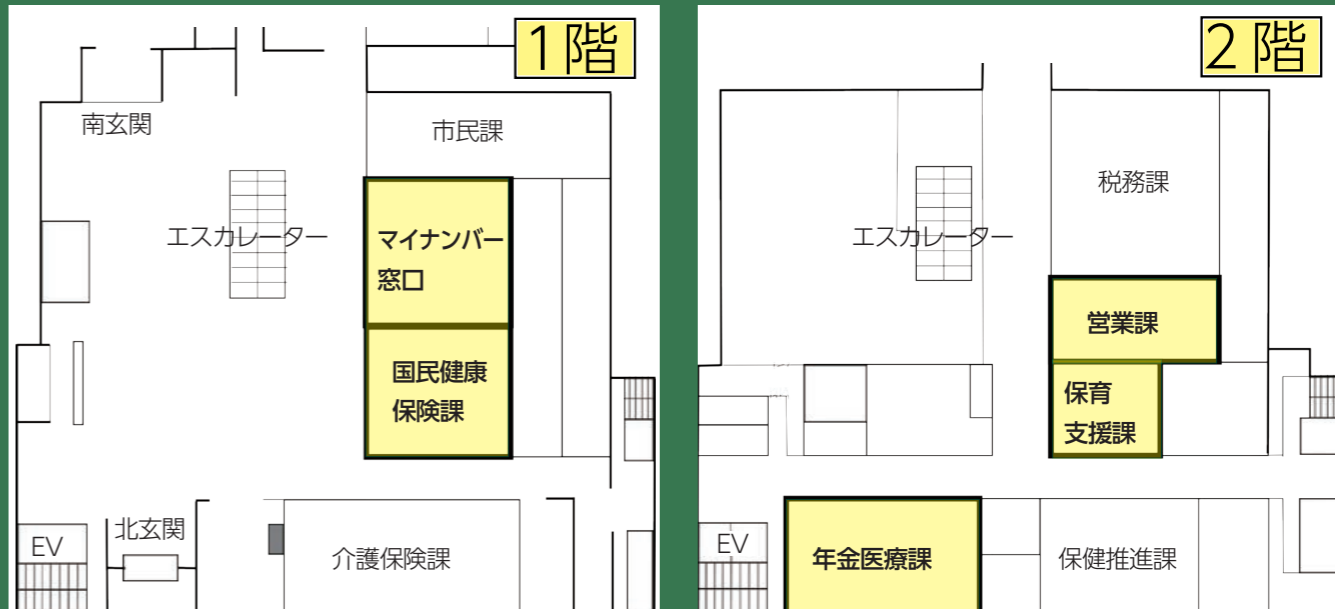 1階
南玄関
市民課
エスカレーター
マイナンバー
窓口
国民健康
保険課
EV
北玄関
介護保険課
2階
税務課
エスカレーター
営業課
保育
支援課
EV
年金医療課
保健推進課